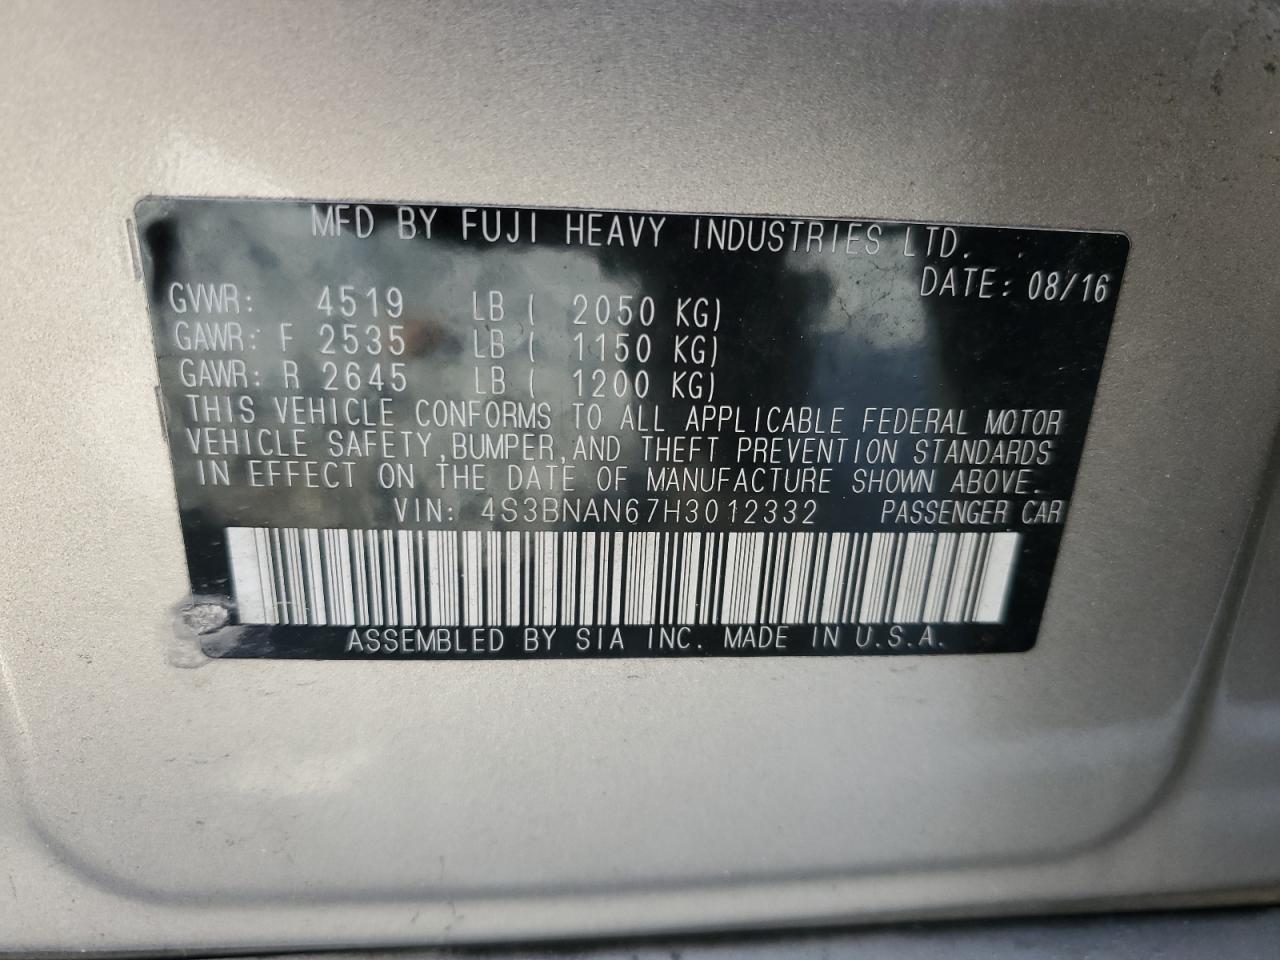 MFD BY FUJI HEAVY INDUSTRIES LTD.
DATE: 08/16
GVWR: 4519 LB ( 2050 KG)
GAWR: F 2535 LB ( 1150 KG)
GAWR: R 2645 LB ( 1200 KG)
THIS VEHICLE CONFORMS TO ALL APPLICABLE FEDERAL MOTOR
VEHICLE SAFETY, BUMPER, AND THEFT PREVENTION STANDARDS
IN EFFECT ON THE DATE OF MANUFACTURE SHOWN ABOVE.
VIN: 4S3BNAN67H3012332 PASSENGER CAR
ASSEMBLED BY SIA INC. MADE IN U.S.A.